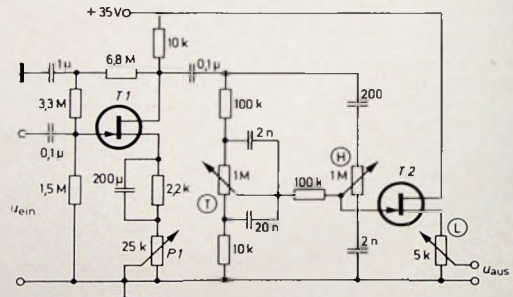 +35V
10k
1µ
6,8 M
0,1µ
3,3 M
T1
100 k
200
2n
H
0,1µ
1M
100k
1M
T2
200µ
2,2k
T
20n
1,5 M
L
uein
25 k
P1
10k
2n
5k
uaus